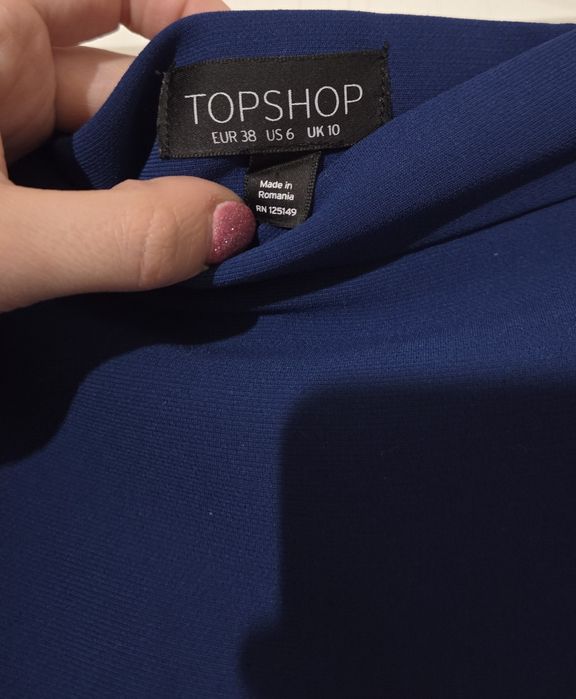 TOPSHOP
EUR 38 US 6 UK 10
Made in
Romania
RN 125149